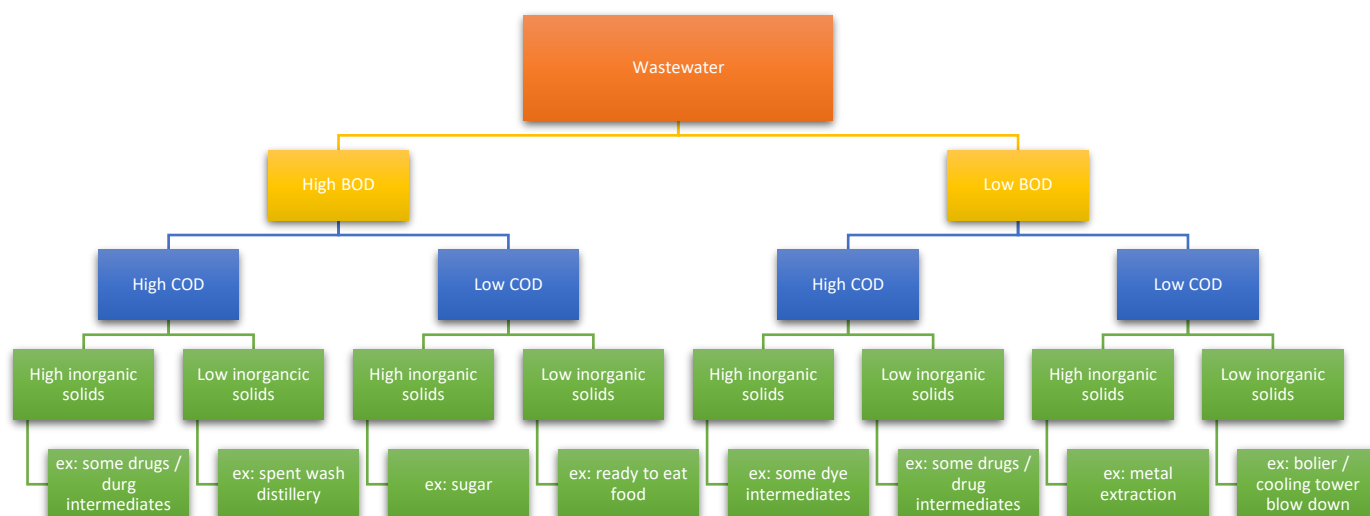 Wastewater
High BOD
Low BOD
High COD
Low COD
High COD
Low COD
High inorganic
solids
Low inorgancic
solids
High inorganic
solids
Low inorganic
solids
High inorganic
solids
Low inorganic
solids
High inorganic
solids
Low inorganic
solids
ex: some drugs /
durg
intermediates
ex: spent wash
distillery
ex: sugar
ex: ready to eat
food
ex: some dye
intermediates
ex: some drugs /
drug
intermediates
ex: metal
extraction
ex: bolier /
cooling tower
blow down